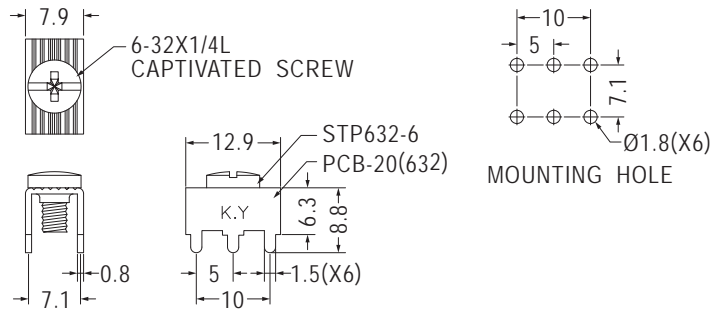 7.9
6-32X1/4L
CAPTIVATED SCREW
10
5
7.1
Ø1.8(X6)
MOUNTING HOLE
12.9
STP632-6
PCB-20(632)
K.Y
6.3
8.8
0.8
7.1
5
1.5(X6)
10